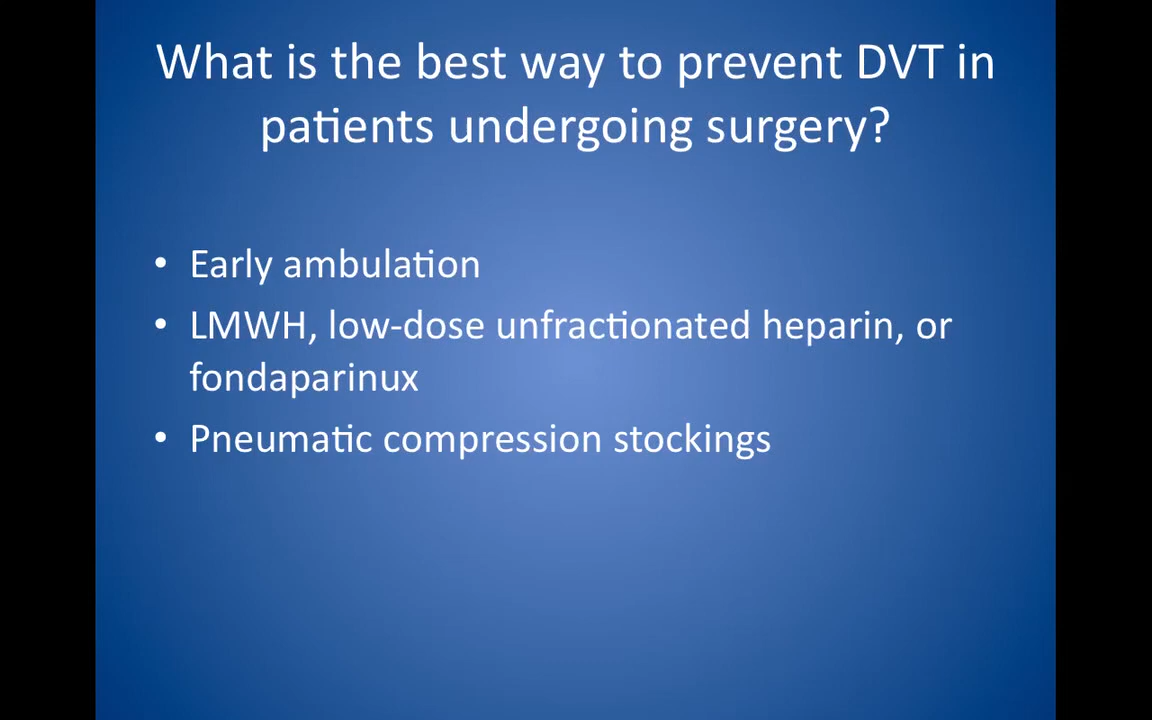 What is the best way to prevent DVT in
patients undergoing surgery?
• Early ambulation
• LMWH, low-dose unfractionated heparin, or
fondaparinux
• Pneumatic compression stockings